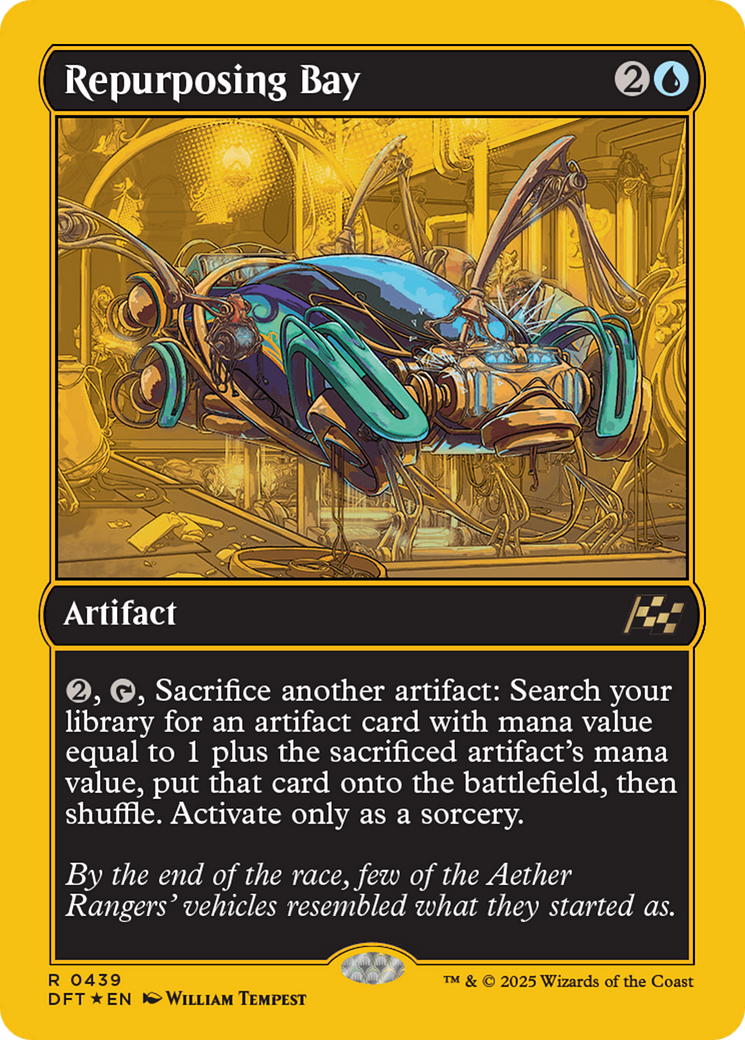 Repurposing Bay 2
Artifact
2, , Sacrifice another artifact: Search your
library for an artifact card with mana value
equal to 1 plus the sacrificed artifact’s mana
value, put that card onto the battlefield, then
shuffle. Activate only as a sorcery.
By the end of the race, few of the Aether
Rangers’ vehicles resembled what they started as.
R 0439
DFT★EN WILLIAM TEMPEST
™ & © 2025 Wizards of the Coast